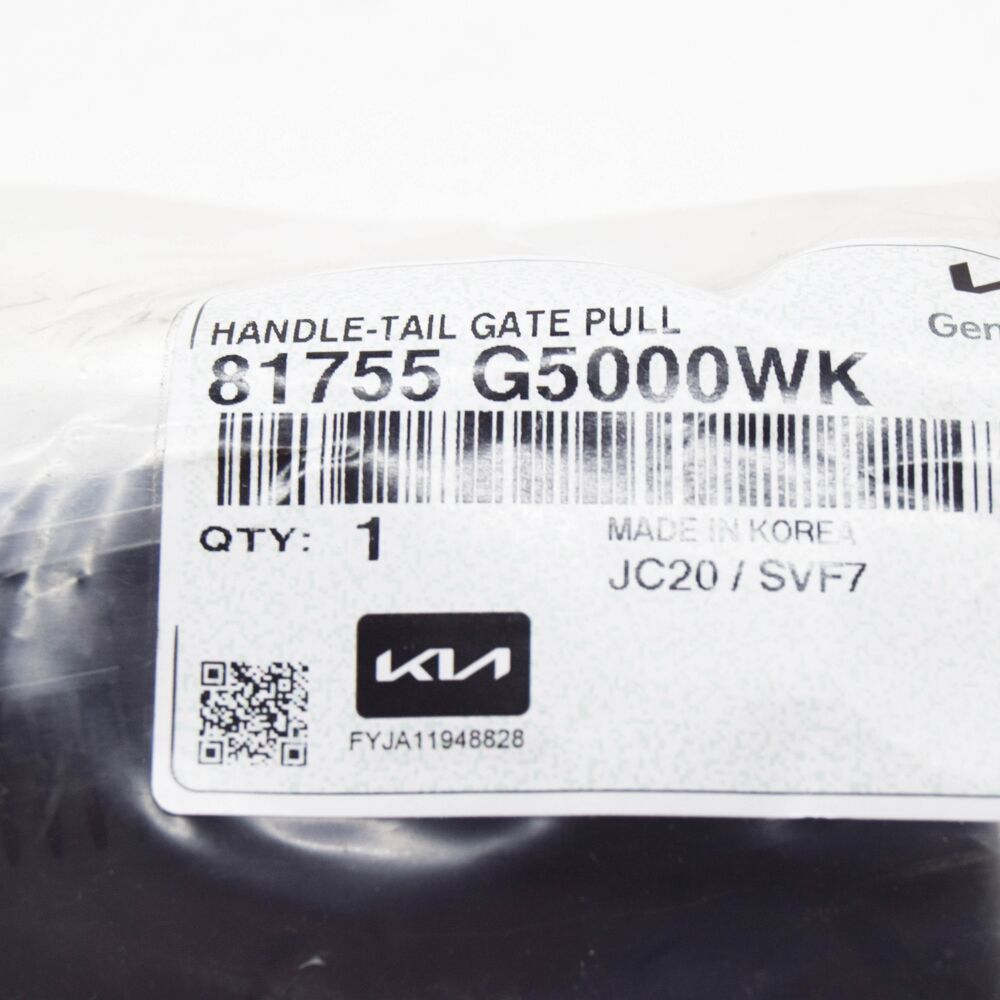 HANDLE-TAIL GATE PULL
81755 G5000WK
Gen
QTY: 1
MADE IN KOREA
JC20 / SVF7
KIA
FYJA11948828